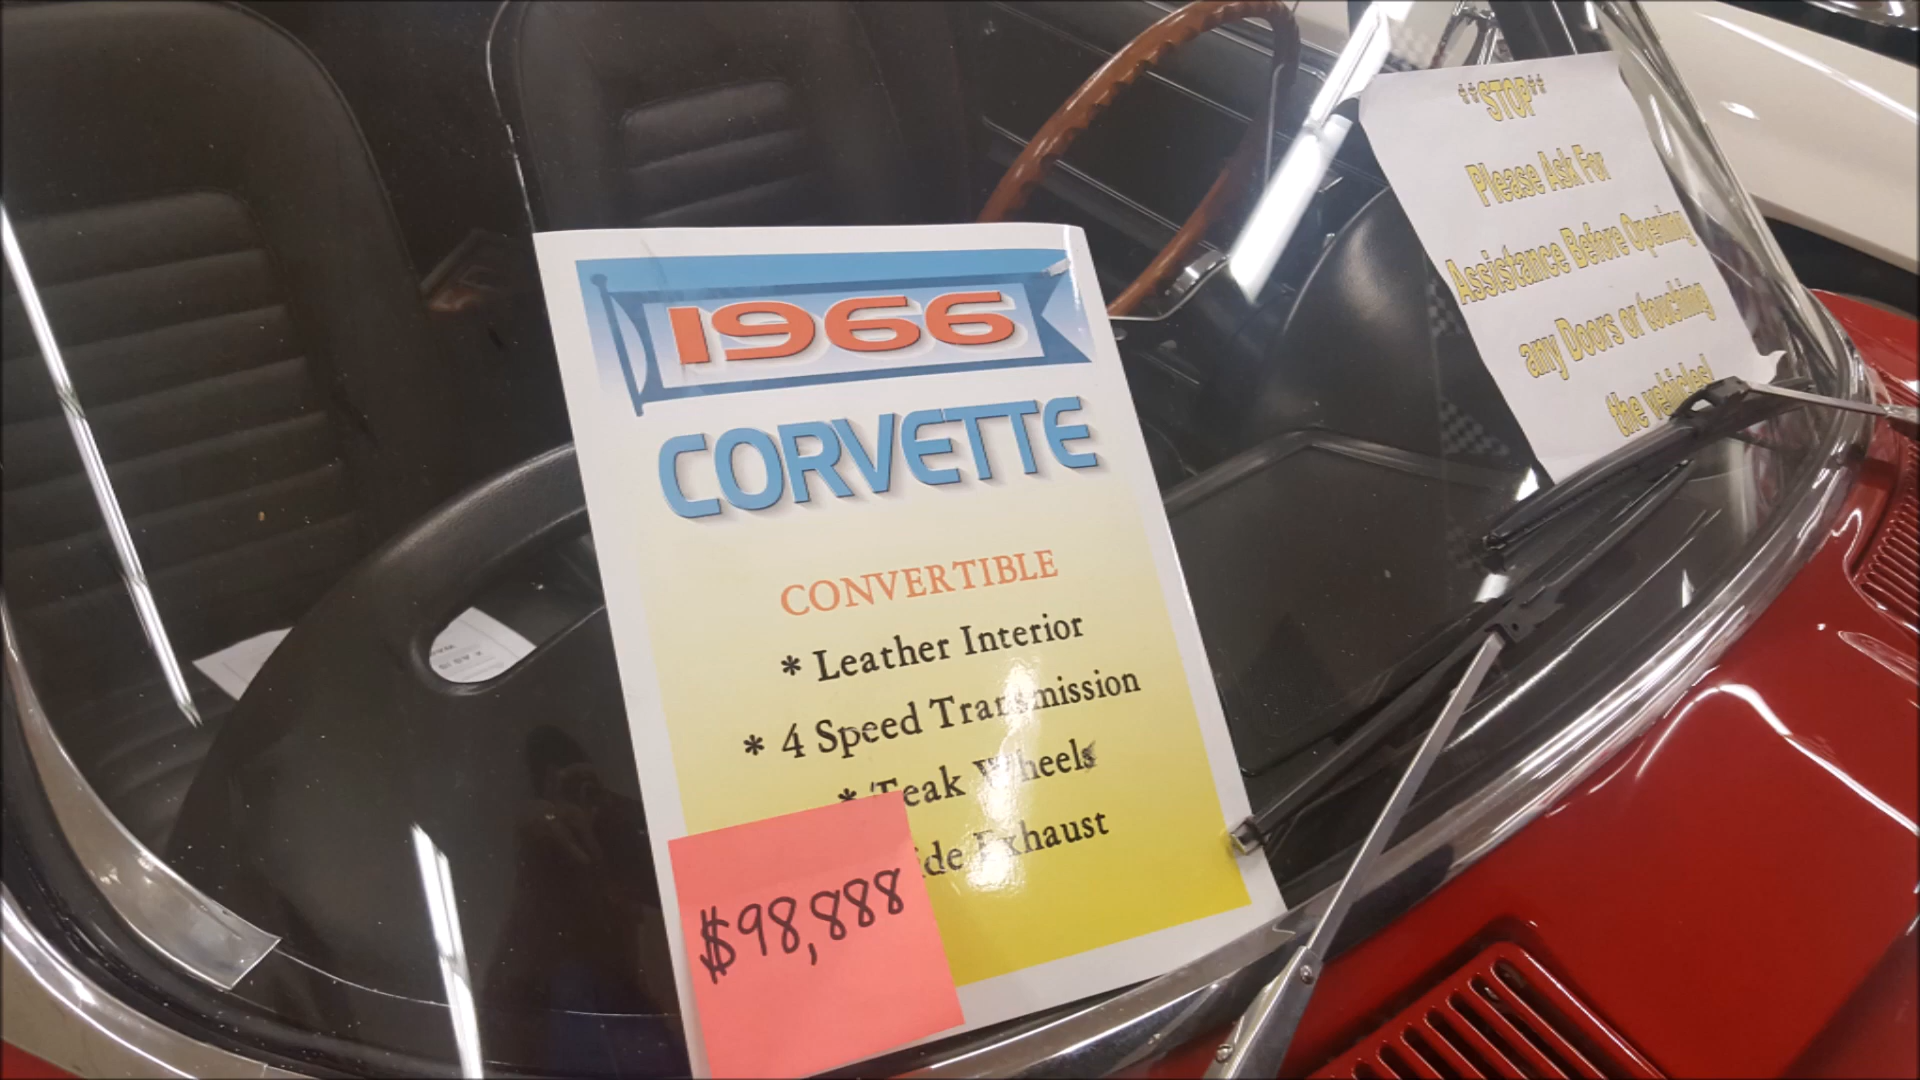 1966
CORVETTE
CONVERTIBLE
* Leather Interior
* 4 Speed Transmission
* Teak Wheels
ide Exhaust
$98,888
**STOP**
Please Ask For
Assistance Before Opening
any Doors or touching
the vehicles!